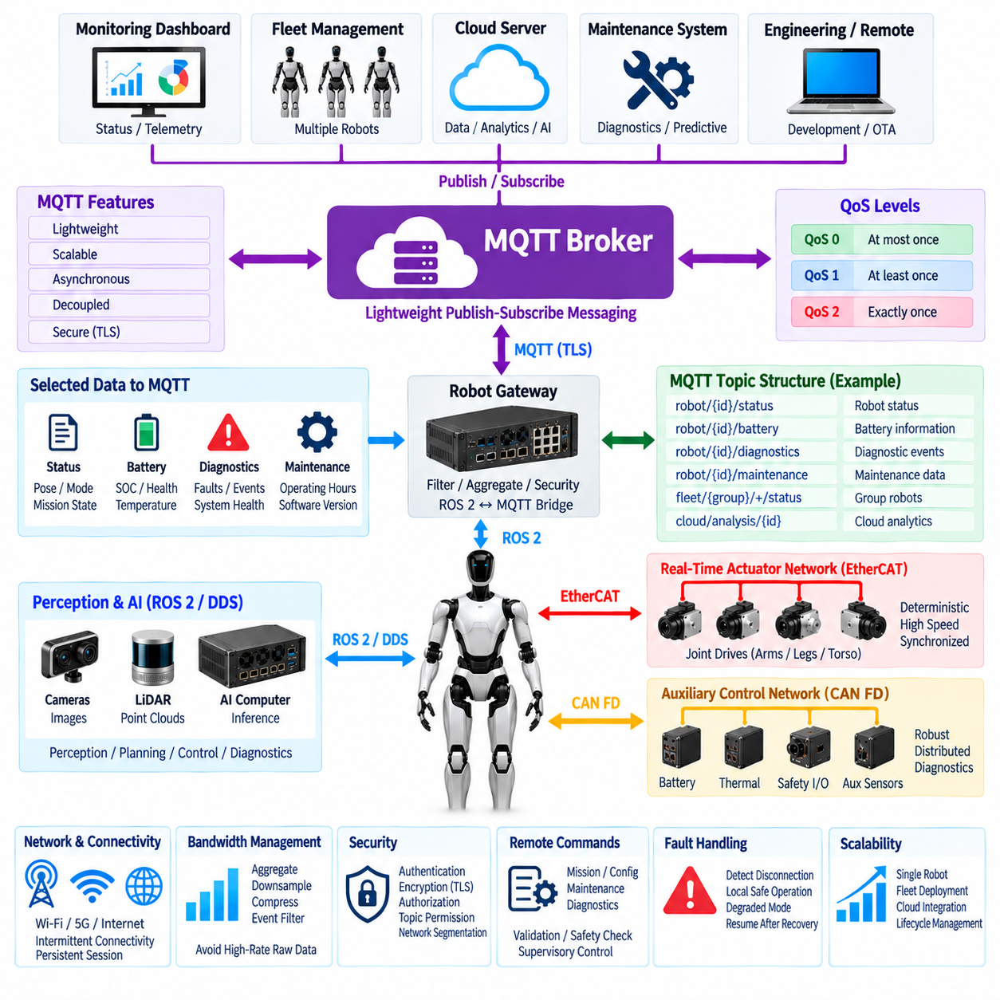 Monitoring Dashboard
Status / Telemetry
Fleet Management
Multiple Robots
Cloud Server
Data / Analytics / AI
Maintenance System
Diagnostics / Predictive
Engineering / Remote
Development / OTA
Publish / Subscribe
MQTT Features
Lightweight
Scalable
Asynchronous
Decoupled
Secure (TLS)
MQTT Broker
Lightweight Publish-Subscribe Messaging
QoS Levels
QoS 0 At most once
QoS 1 At least once
QoS 2 Exactly once
MQTT (TLS)
Selected Data to MQTT
Status
Pose / Mode
Mission State
Battery
SOC / Health
Temperature
Diagnostics
Faults / Events
System Health
Maintenance
Operating Hours
Software Version
Robot Gateway
Filter / Aggregate / Security
ROS 2 ↔ MQTT Bridge
MQTT Topic Structure (Example)
robot/{id}/status Robot status
robot/{id}/battery Battery information
robot/{id}/diagnostics Diagnostic events
robot/{id}/maintenance Maintenance data
fleet/{group}/+/status Group robots
cloud/analysis/{id} Cloud analytics
ROS 2
Perception & AI (ROS 2 / DDS)
Cameras
Images
LiDAR
Point Clouds
AI Computer
Inference
Perception / Planning / Control / Diagnostics
ROS 2 / DDS
EtherCAT
Real-Time Actuator Network (EtherCAT)
Deterministic
High Speed
Synchronized
Joint Drives (Arms / Legs / Torso)
CAN FD
Auxiliary Control Network (CAN FD)
Battery
Thermal
Safety I/O
Aux Sensors
Robust
Distributed
Diagnostics
Network & Connectivity
Wi-Fi / 5G / Internet
Intermittent Connectivity
Persistent Session
Bandwidth Management
Aggregate
Downsample
Compress
Event Filter
Avoid High-Rate Raw Data
Security
Authentication
Encryption (TLS)
Authorization
Topic Permission
Network Segmentation
Remote Commands
Mission / Config
Maintenance
Diagnostics
Validation / Safety Check
Supervisory Control
Fault Handling
Detect Disconnection
Local Safe Operation
Degraded Mode
Resume After Recovery
Scalability
Single Robot
Fleet Deployment
Cloud Integration
Lifecycle Management